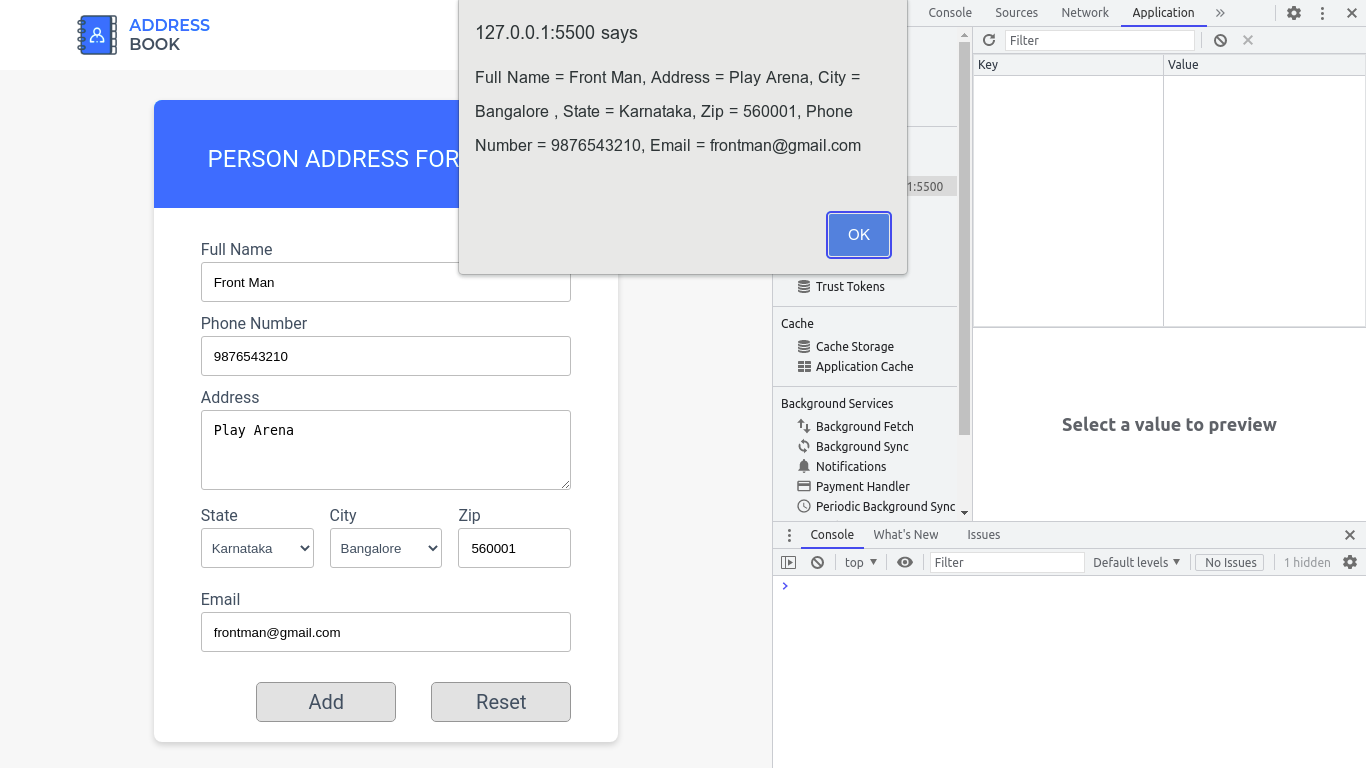 ADDRESS
BOOK
127.0.0.1:5500 says
Full Name = Front Man, Address = Play Arena, City =
Bangalore , State = Karnataka, Zip = 560001, Phone
Number = 9876543210, Email = frontman@gmail.com
OK
PERSON ADDRESS FOR
Full Name
Front Man
Phone Number
9876543210
Address
Play Arena
State City Zip
Karnataka Bangalore 560001
Email
frontman@gmail.com
Add Reset
Console Sources Network Application »
Filter
Key Value
1:5500
Trust Tokens
Cache
Cache Storage
Application Cache
Background Services
Background Fetch
Background Sync
Notifications
Payment Handler
Periodic Background Sync
Select a value to preview
Console What's New Issues
top Filter Default levels No Issues 1 hidden
>